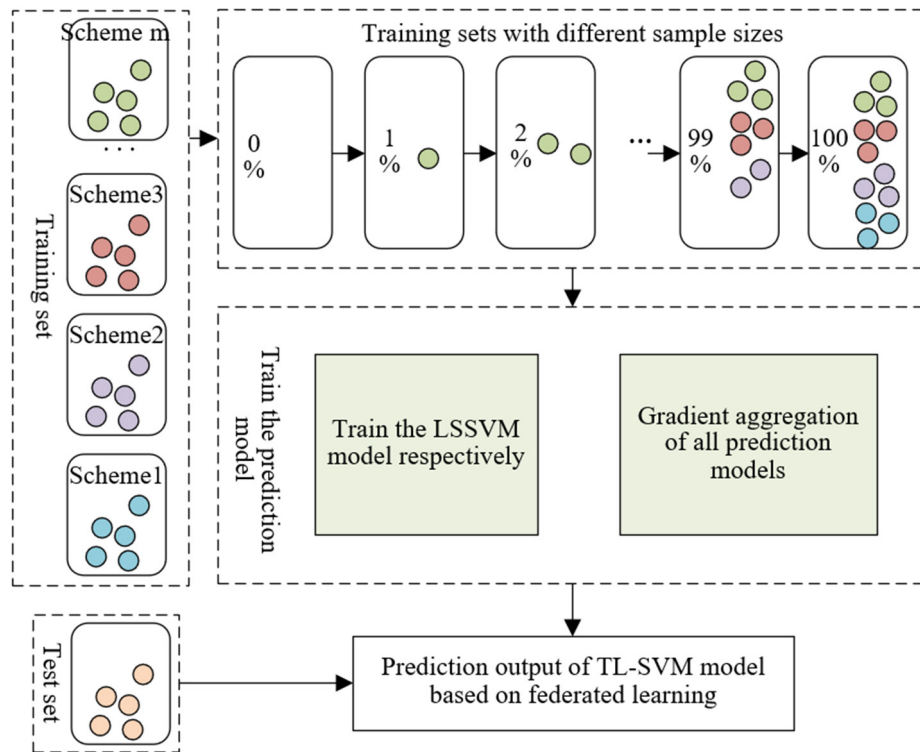 Scheme m
...
Scheme3
Scheme2
Scheme1
Training set
Training sets with different sample sizes
0
%
1
%
2
%
...
99
%
100
%
Train the prediction
model
Train the LSSVM
model respectively
Gradient aggregation
of all prediction
models
Test set
Prediction output of TL-SVM model
based on federated learning